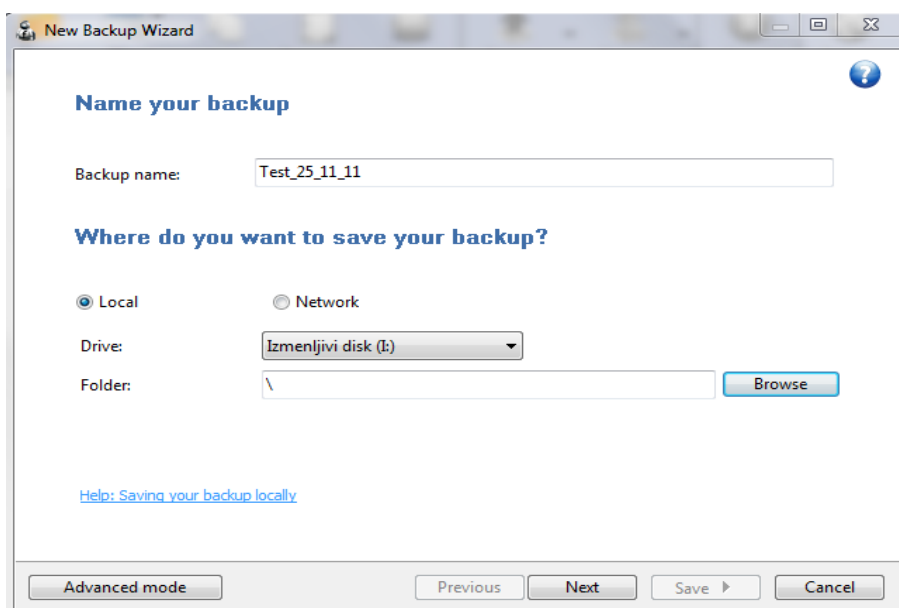 New Backup Wizard
Name your backup
Backup name: Test_25_11_11
Where do you want to save your backup?
Local Network
Drive: Izmenljivi disk (I:)
Folder: \ Browse
Help: Saving your backup locally
Advanced mode Previous Next Save Cancel